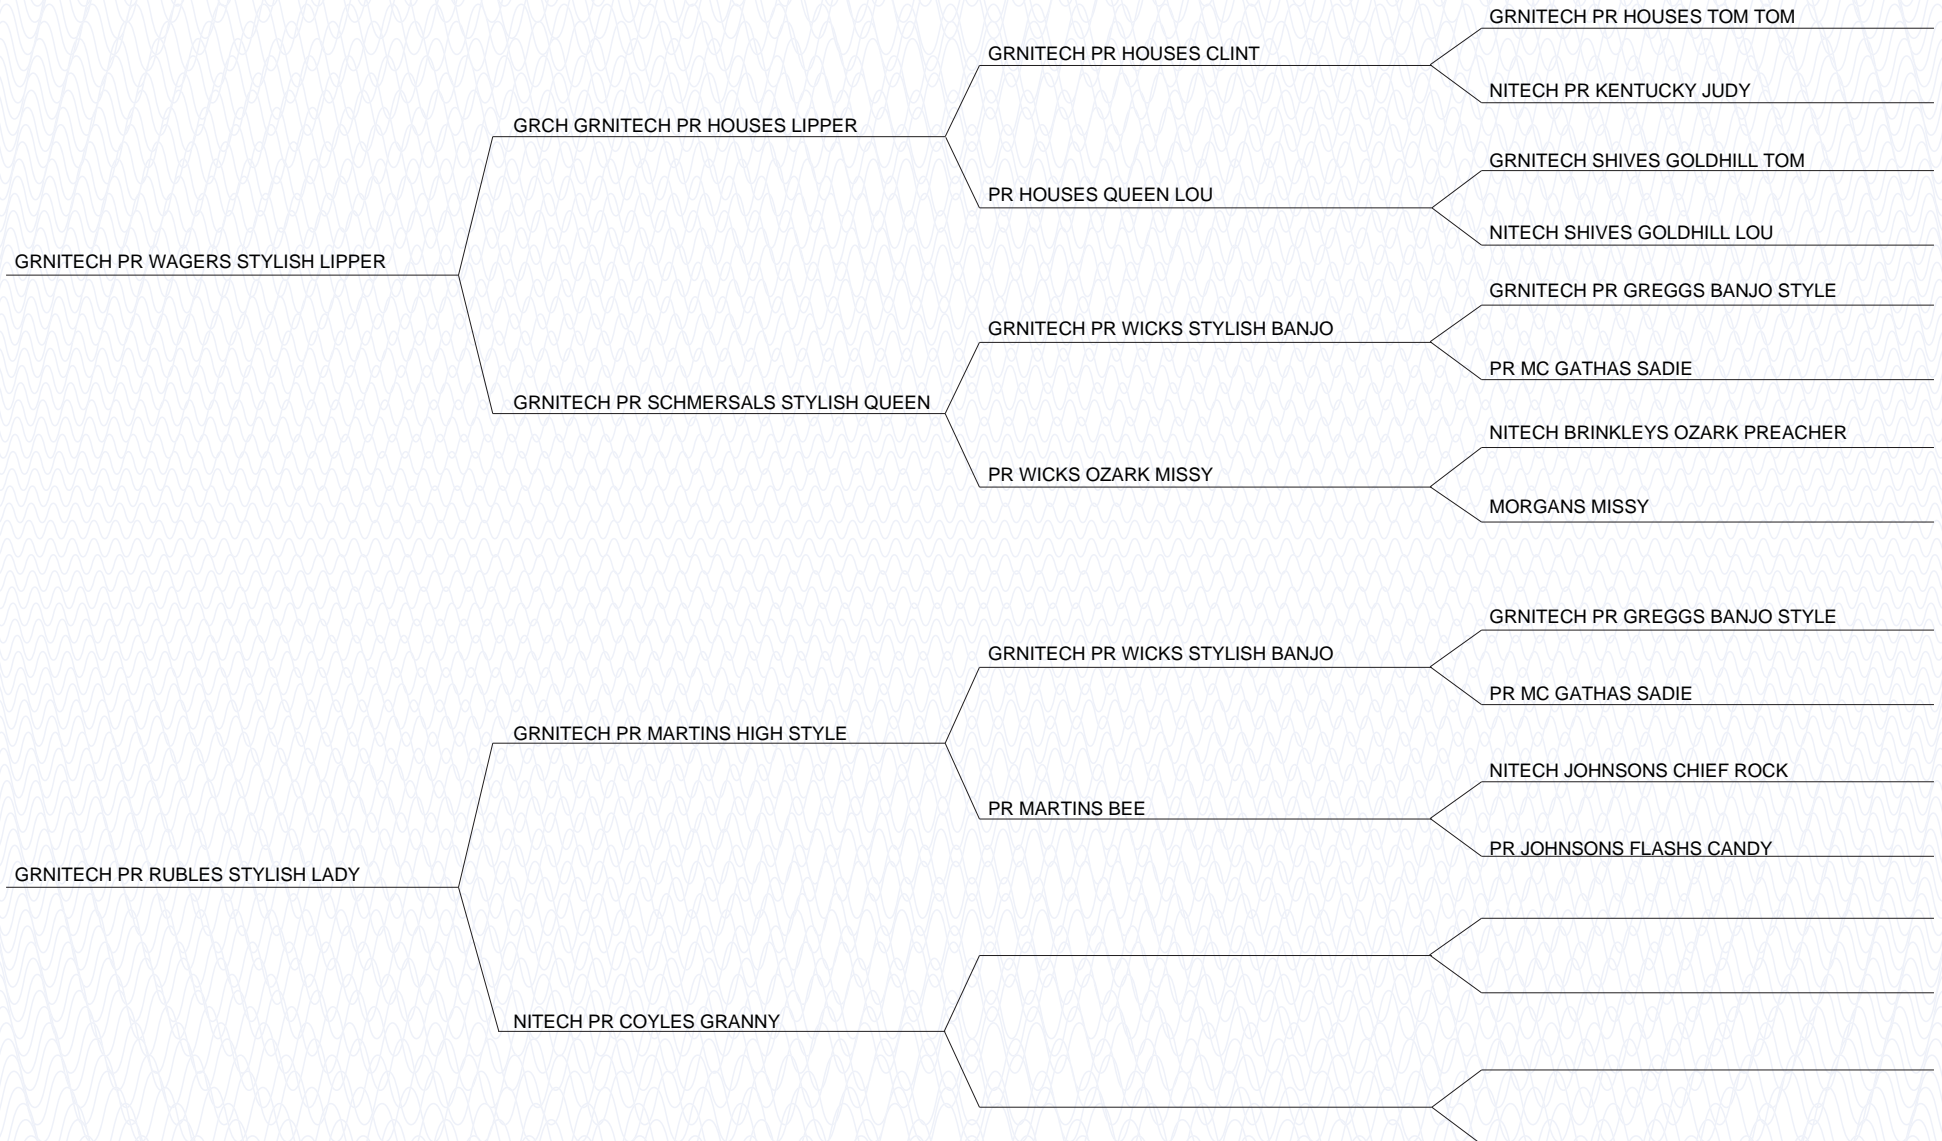 GRNITECH PR HOUSES TOM TOM
GRNITECH PR HOUSES CLINT
NITECH PR KENTUCKY JUDY
GRCH GRNITECH PR HOUSES LIPPER
GRNITECH SHIVES GOLDHILL TOM
PR HOUSES QUEEN LOU
NITECH SHIVES GOLDHILL LOU
GRNITECH PR WAGERS STYLISH LIPPER
GRNITECH PR GREGGS BANJO STYLE
GRNITECH PR WICKS STYLISH BANJO
PR MC GATHAS SADIE
GRNITECH PR SCHMERSALS STYLISH QUEEN
NITECH BRINKLEYS OZARK PREACHER
PR WICKS OZARK MISSY
MORGANS MISSY
GRNITECH PR GREGGS BANJO STYLE
GRNITECH PR WICKS STYLISH BANJO
PR MC GATHAS SADIE
GRNITECH PR MARTINS HIGH STYLE
NITECH JOHNSONS CHIEF ROCK
PR MARTINS BEE
PR JOHNSONS FLASHS CANDY
GRNITECH PR RUBLES STYLISH LADY
NITECH PR COYLES GRANNY